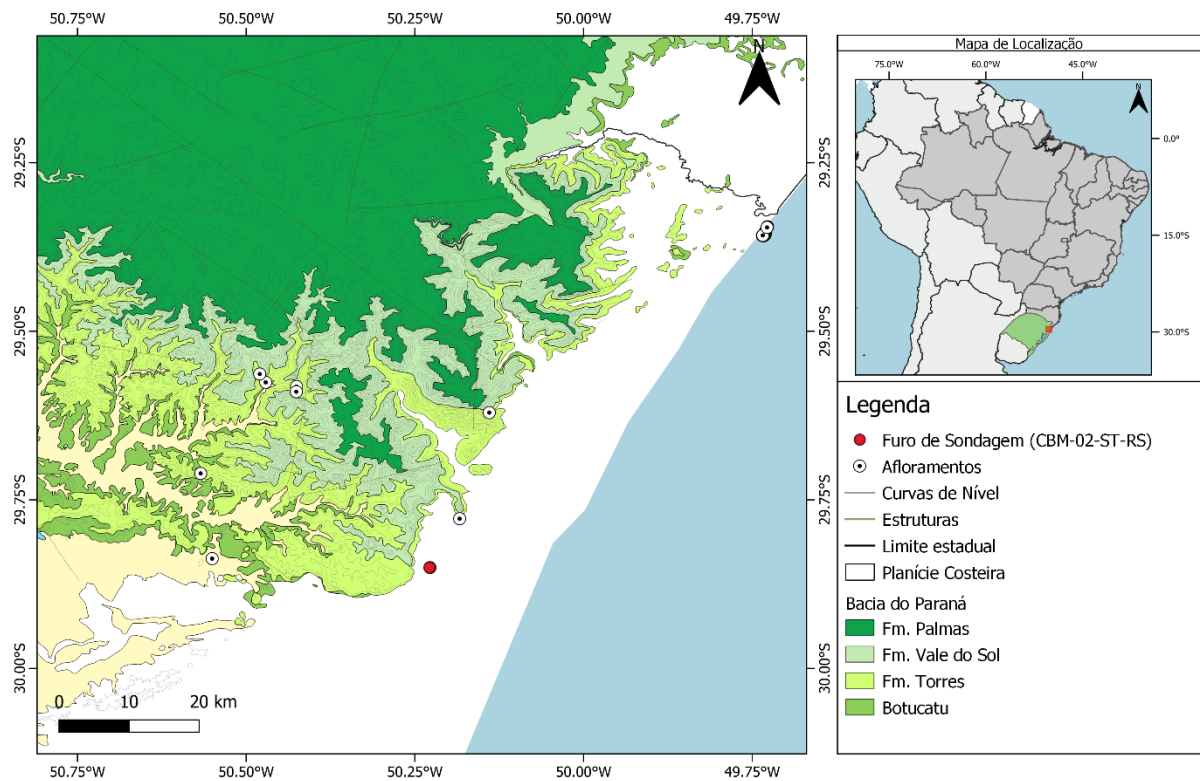 50.75°W 50.50°W 50.25°W 50.00°W 49.75°W
N
29.25°S 29.25°S
29.50°S 29.50°S
29.75°S 29.75°S
30.00°S 30.00°S
0 10 20 km
50.75°W 50.50°W 50.25°W 50.00°W 49.75°W
Mapa de Localização
75.0°W 60.0°W 45.0°W
N
0.0°
15.0°S
30.0°S
Legenda
Furo de Sondagem (CBM-02-ST-RS)
Afloramentos
Curvas de Nível
Estruturas
Limite estadual
Planície Costeira
Bacia do Paraná
Fm. Palmas
Fm. Vale do Sol
Fm. Torres
Botucatu